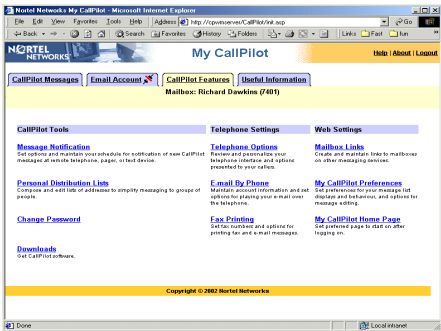 Nortel Networks My CallPilot - Microsoft Internet Explorer
File Edit View Favorites Tools Help Address http://cpwmserver/CallPilot/init.asp Go
Back Search Favorites History Folders Links Fast fun
NORTEL NETWORKS My CallPilot Help | About | Logout
CallPilot Messages Email Account CallPilot Features Useful Information
Mailbox: Richard Dawkins (7401)
CallPilot Tools Telephone Settings Web Settings
Message Notification Telephone Options Mailbox Links
Set options and maintain your schedule for notification of new CallPilot Review and personalize your Create and maintain links to mailboxes
messages at remote telephone, pager, or text device. telephone interface and options on other messaging services.
presented to your callers.
Personal Distribution Lists E-mail By Phone My CallPilot Preferences
Compose and edit lists of addresses to simplify messaging to groups of Maintain account information and set Set preferences for your message list
people. options for playing your e-mail over displays and behaviour, and options for
the telephone. message editing.
Change Password Fax Printing My CallPilot Home Page
Set fax numbers and options for Set preferred page to start on after
printing fax and e-mail messages. logging on.
Downloads
Get CallPilot software.
Copyright © 2002 Nortel Networks
Done Local intranet